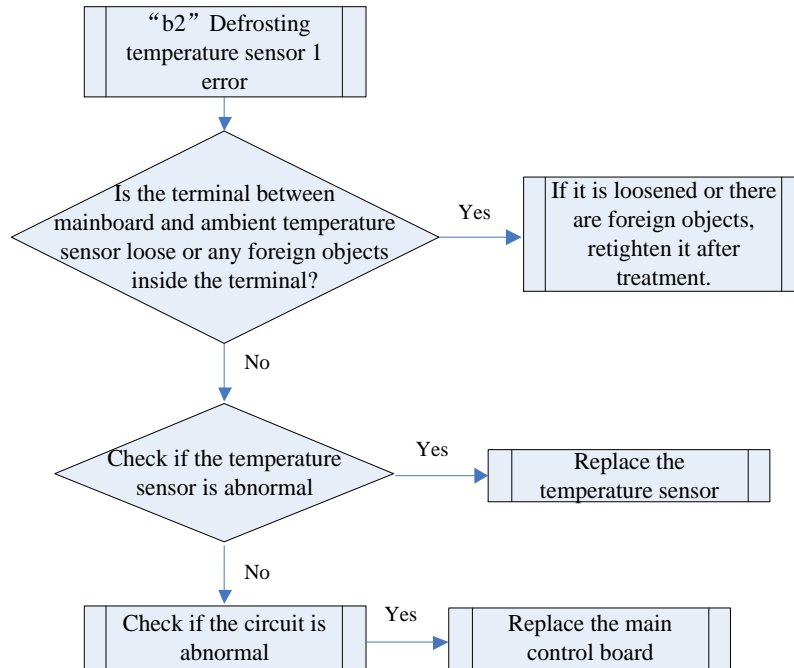 “b2” Defrosting
temperature sensor 1
error
Is the terminal between
mainboard and ambient temperature
sensor loose or any foreign objects
inside the terminal?
Yes
If it is loosened or there
are foreign objects,
retighten it after
treatment.
No
Check if the temperature
sensor is abnormal
Yes
Replace the
temperature sensor
No
Check if the circuit is
abnormal
Yes
Replace the main
control board